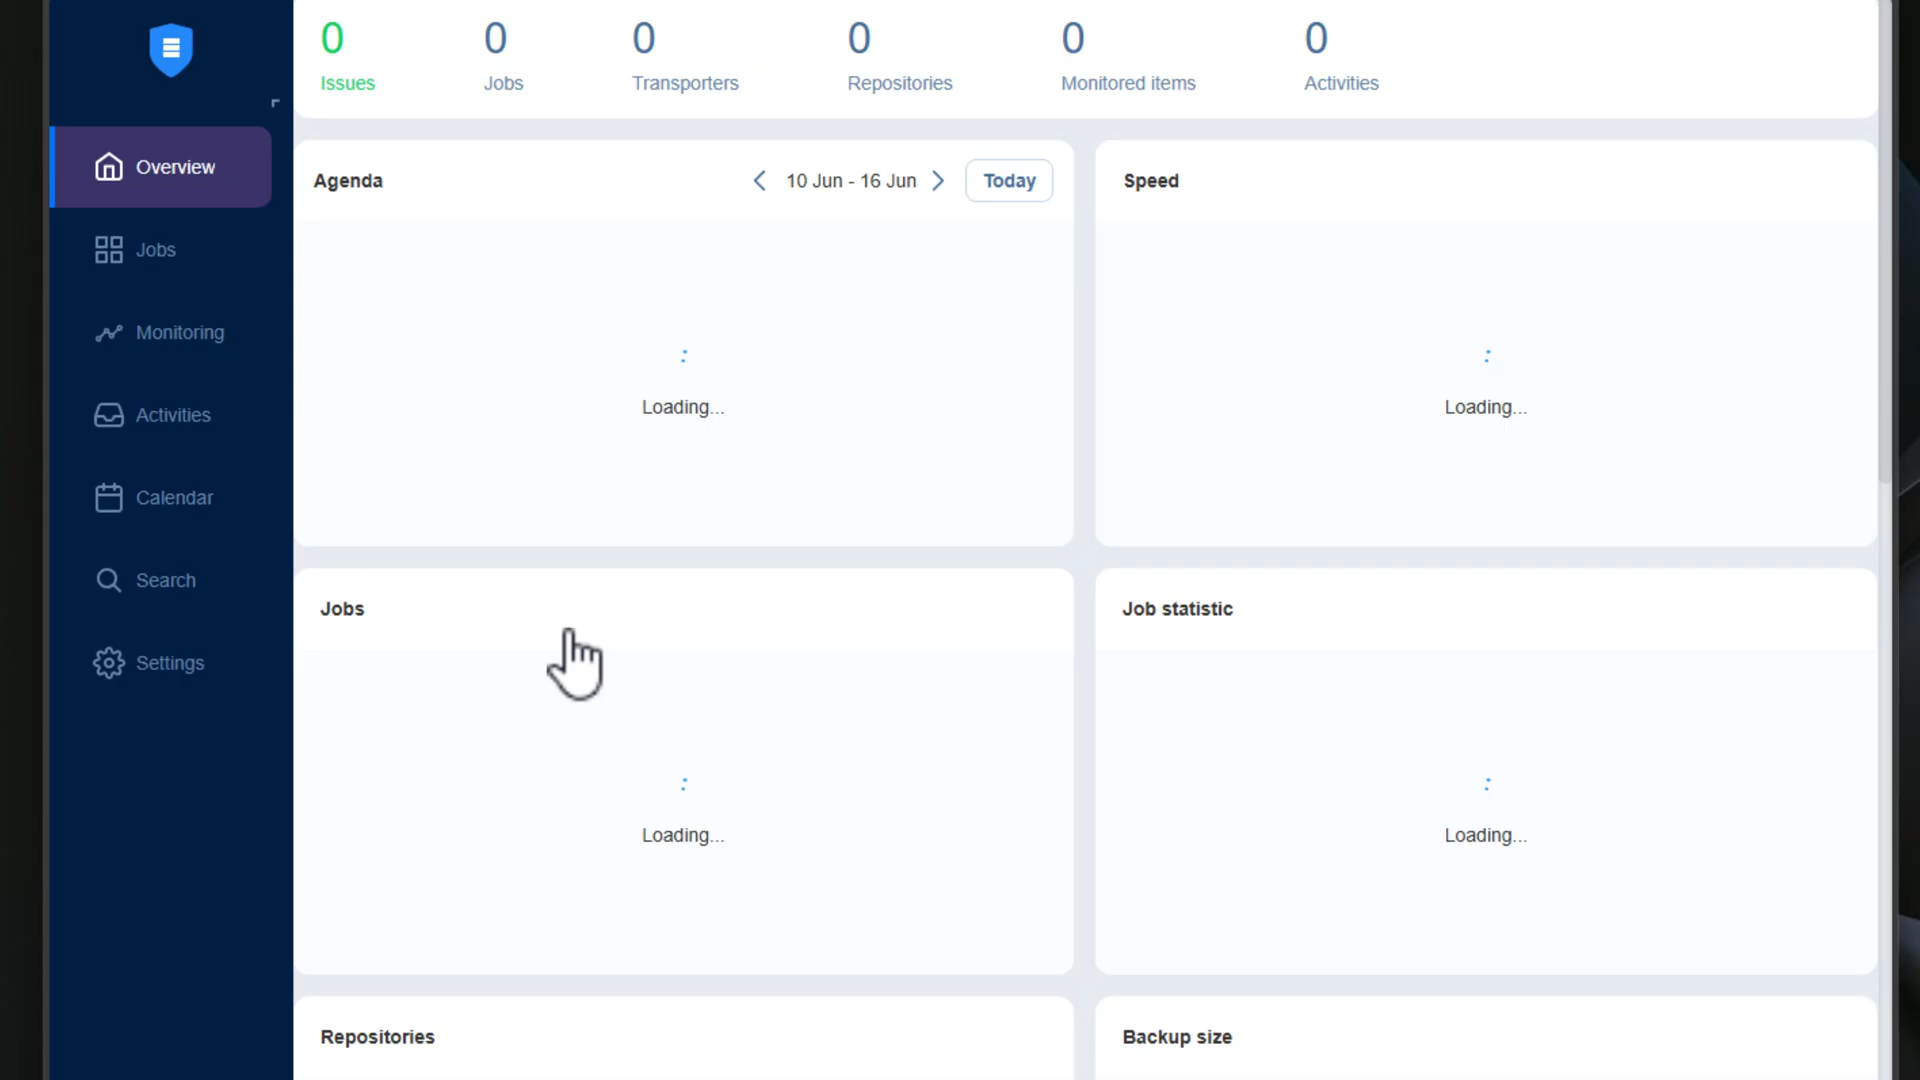 0 0 0 0 0 0
Issues Jobs Transporters Repositories Monitored items Activities
Overview
Jobs
Monitoring
Activities
Calendar
Search
Settings
Agenda 10 Jun - 16 Jun Today
Loading...
Speed
Loading...
Jobs
Loading...
Job statistic
Loading...
Repositories
Backup size